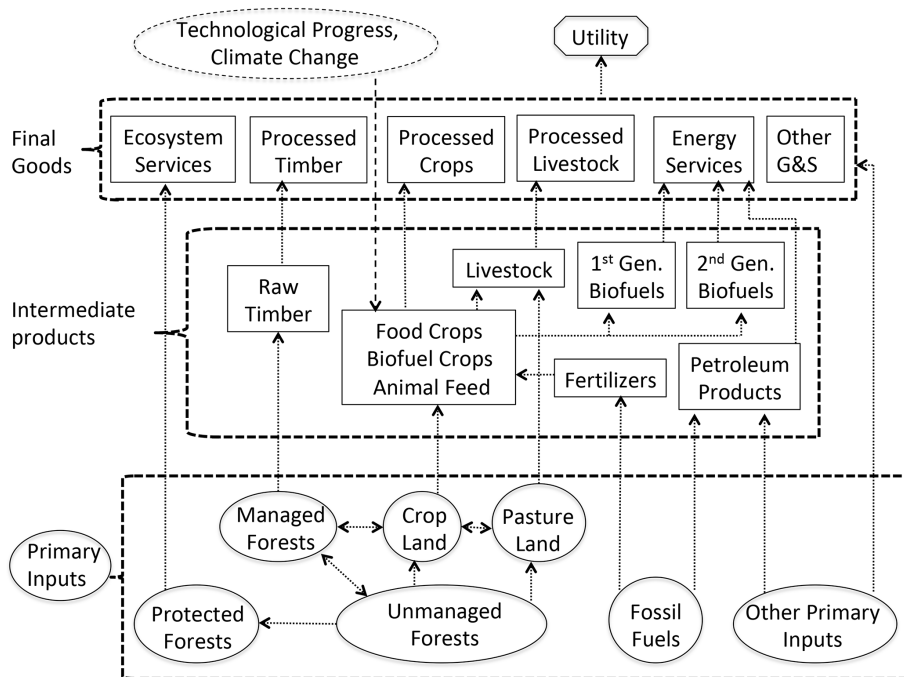 Technological Progress,
Climate Change
Utility
Final
Goods
Ecosystem
Services
Processed
Timber
Processed
Crops
Processed
Livestock
Energy
Services
Other
G&S
Intermediate
products
Raw
Timber
Livestock
1st Gen.
Biofuels
2nd Gen.
Biofuels
Food Crops
Biofuel Crops
Animal Feed
Fertilizers
Petroleum
Products
Primary
Inputs
Managed
Forests
Crop
Land
Pasture
Land
Protected
Forests
Unmanaged
Forests
Fossil
Fuels
Other Primary
Inputs